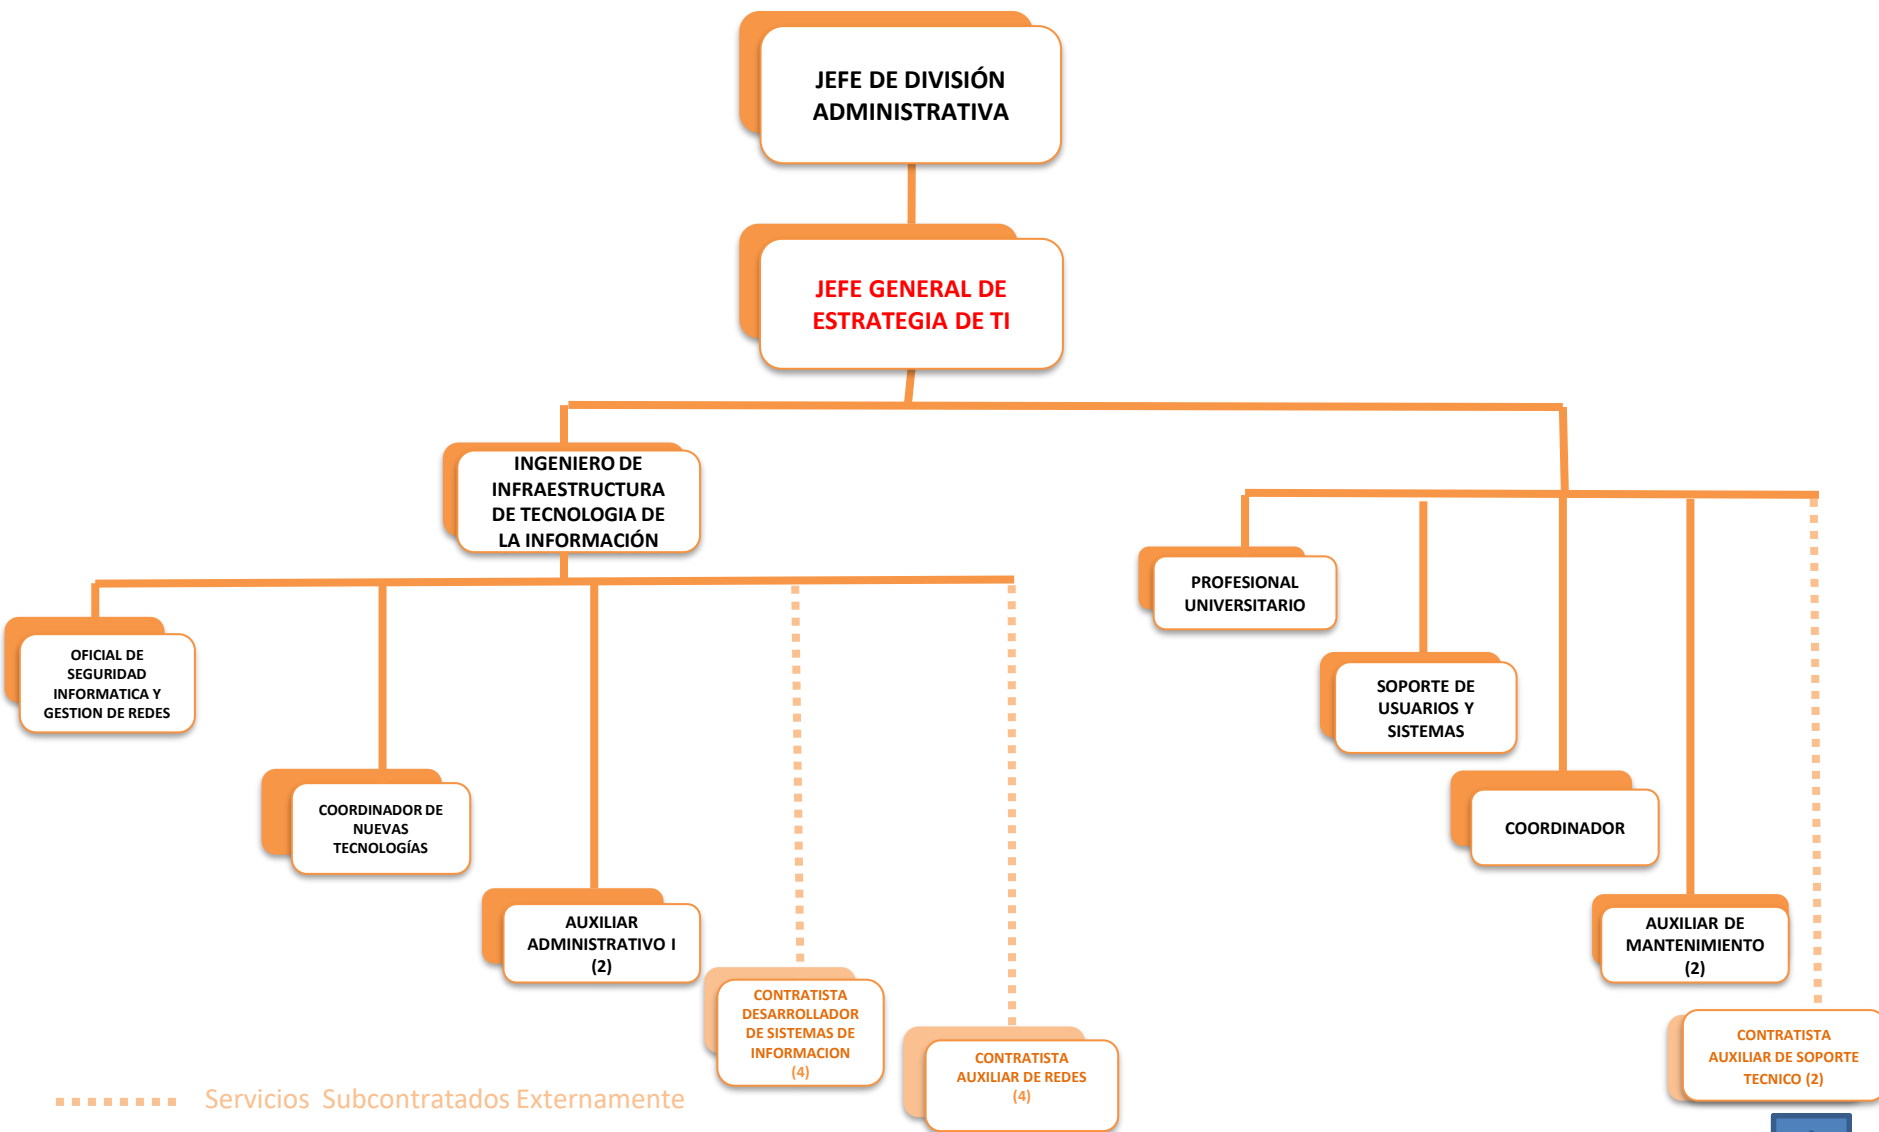 JEFE DE DIVISIÓN
ADMINISTRATIVA
JEFE GENERAL DE
ESTRATEGIA DE TI
INGENIERO DE
INFRAESTRUCTURA
DE TECNOLOGIA DE
LA INFORMACIÓN
OFICIAL DE
SEGURIDAD
INFORMATICA Y
GESTION DE REDES
COORDINADOR DE
NUEVAS
TECNOLOGÍAS
AUXILIAR
ADMINISTRATIVO I
(2)
CONTRATISTA
DESARROLLADOR
DE SISTEMAS DE
INFORMACION
(4)
CONTRATISTA
AUXILIAR DE REDES
(4)
PROFESIONAL
UNIVERSITARIO
SOPORTE DE
USUARIOS Y
SISTEMAS
COORDINADOR
AUXILIAR DE
MANTENIMIENTO
(2)
CONTRATISTA
AUXILIAR DE SOPORTE
TECNICO (2)
Servicios Subcontratados Externamente